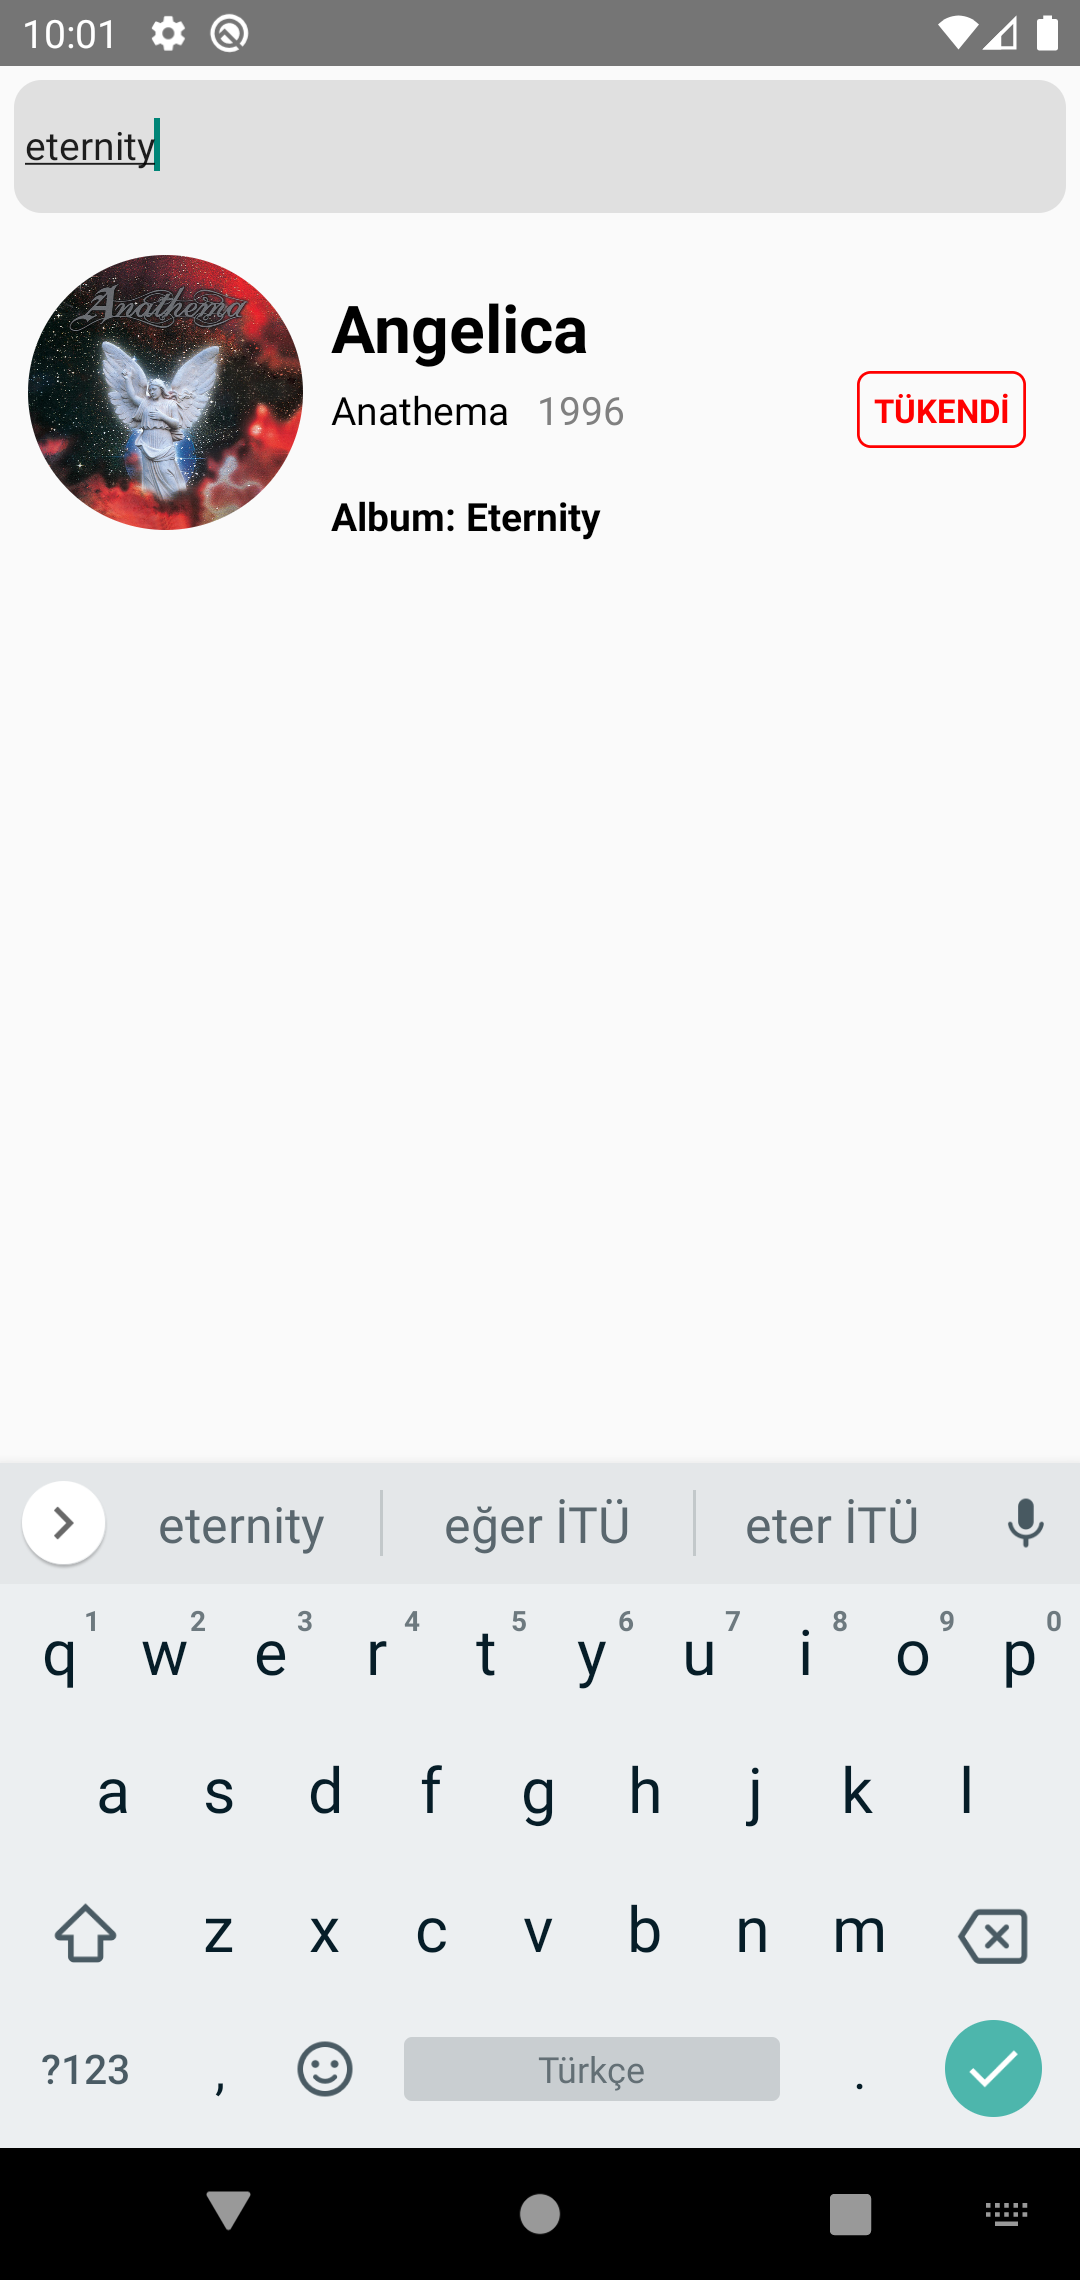 10:01
eternity
Anathema
Angelica
Anathema 1996
TÜKENDİ
Album: Eternity
eternity eğer İTÜ eter İTÜ
1 2 3 4 5 6 7 8 9 0
q w e r t y u i o p
a s d f g h j k l
z x c v b n m
?123 , Türkçe .